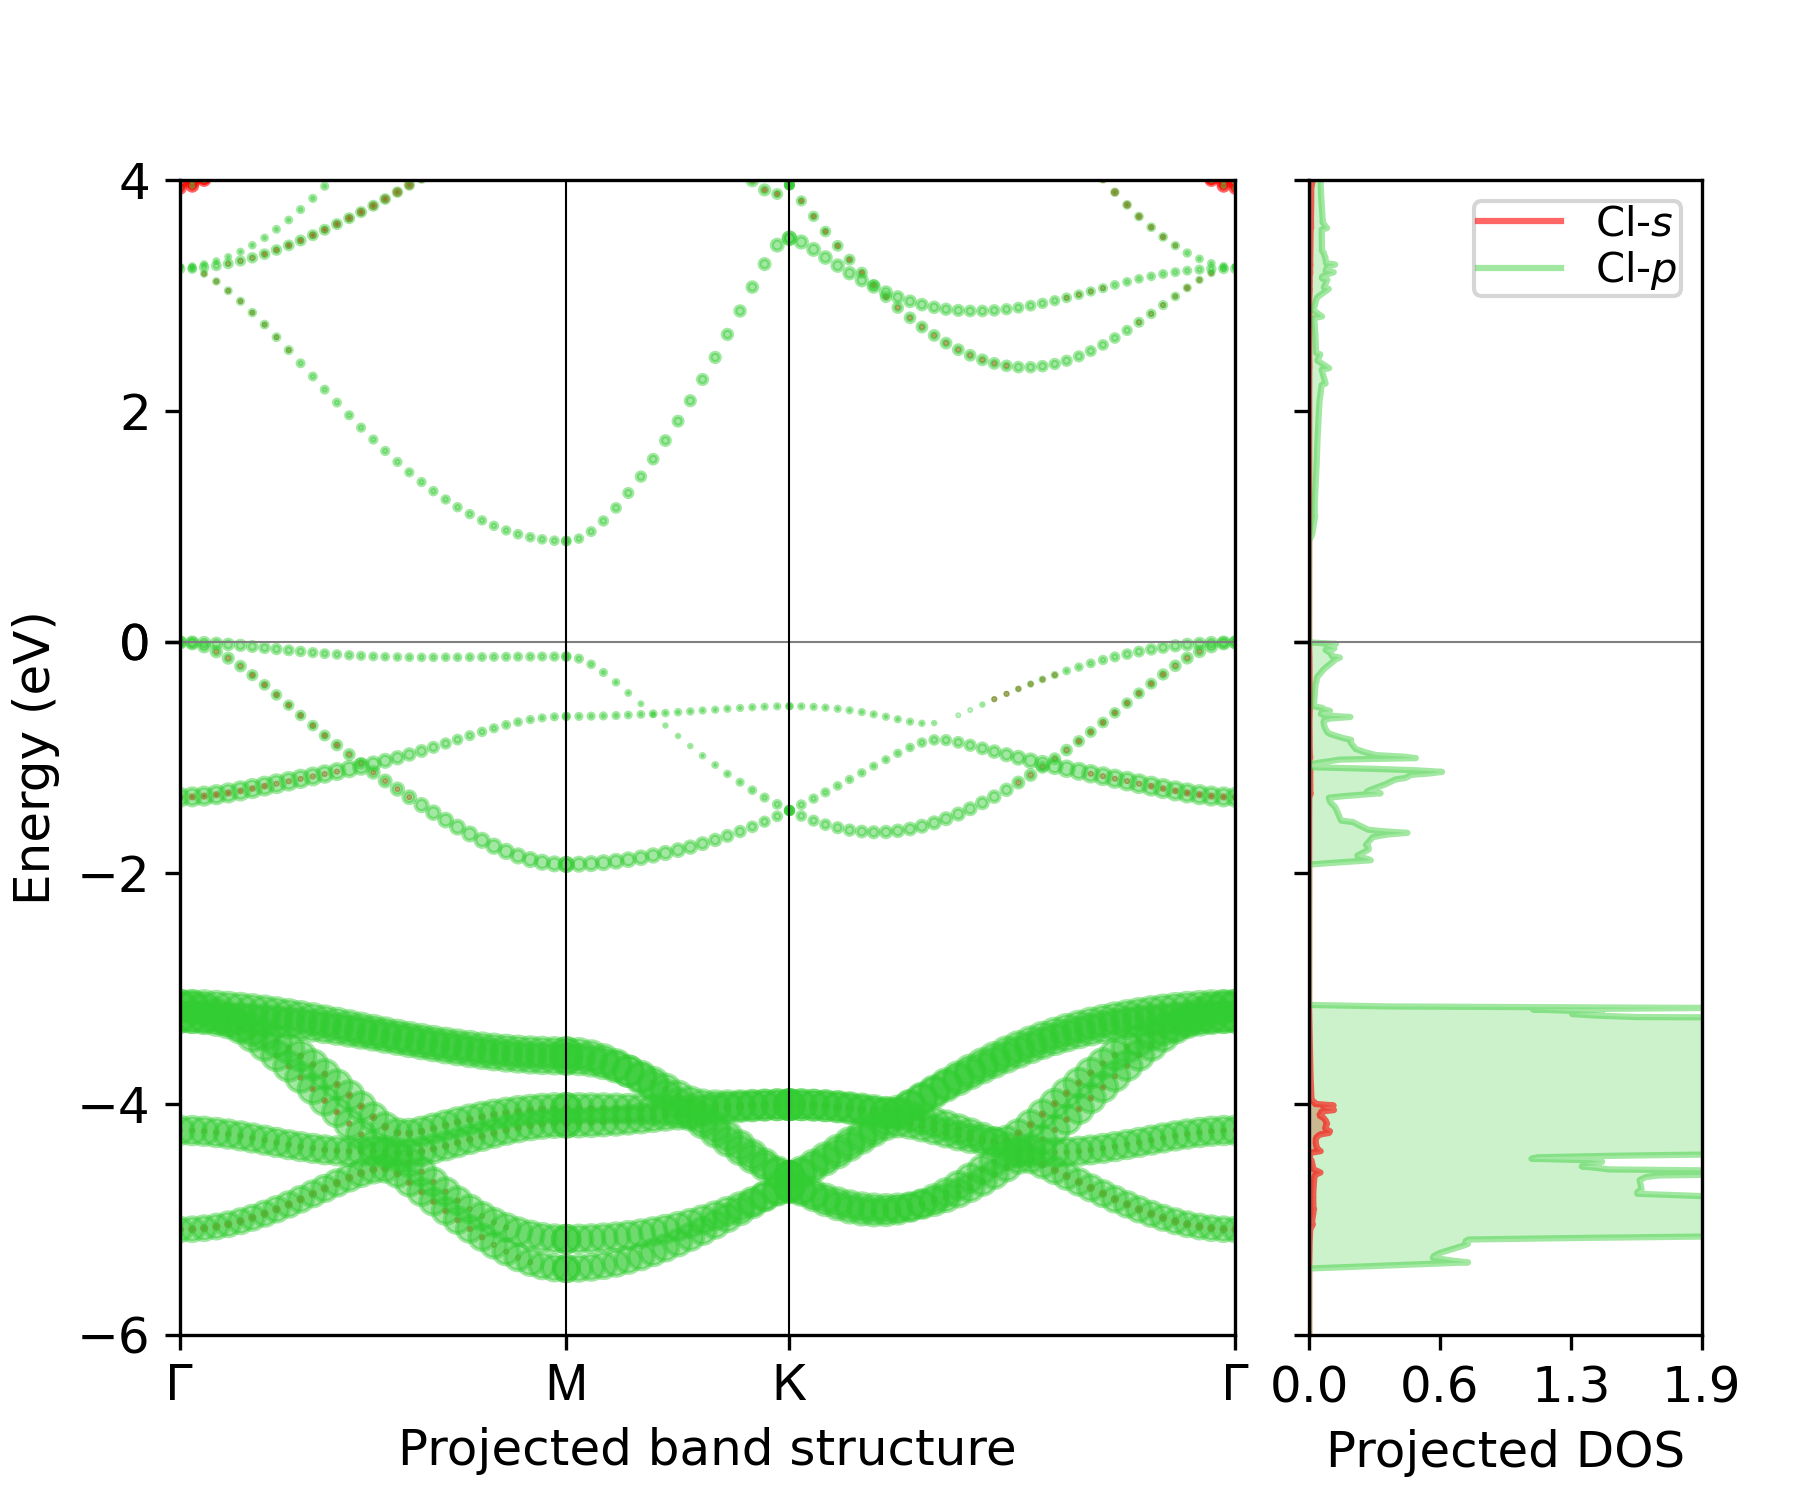 4
2
0
−2
−4
−6
Energy (eV)
Γ M K Γ
Projected band structure
Cl-s
Cl-p
0.0 0.6 1.3 1.9
Projected DOS